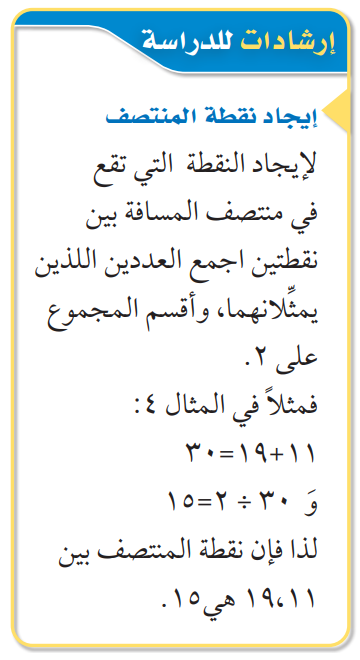 إرشادات للدراسة
إيجاد نقطة المنتصف
لإيجاد النقطة التي تقع
في منتصف المسافة بين
نقطتين اجمع العددين اللذين
يمثِّلانهما، وأقسم المجموع
على ٢.
فمثلاً في المثال ٤:
١١+١٩=٣٠
وَ ٣٠ ÷ ٢=١٥
لذا فإن نقطة المنتصف بين
١٩،١١ هي١٥.